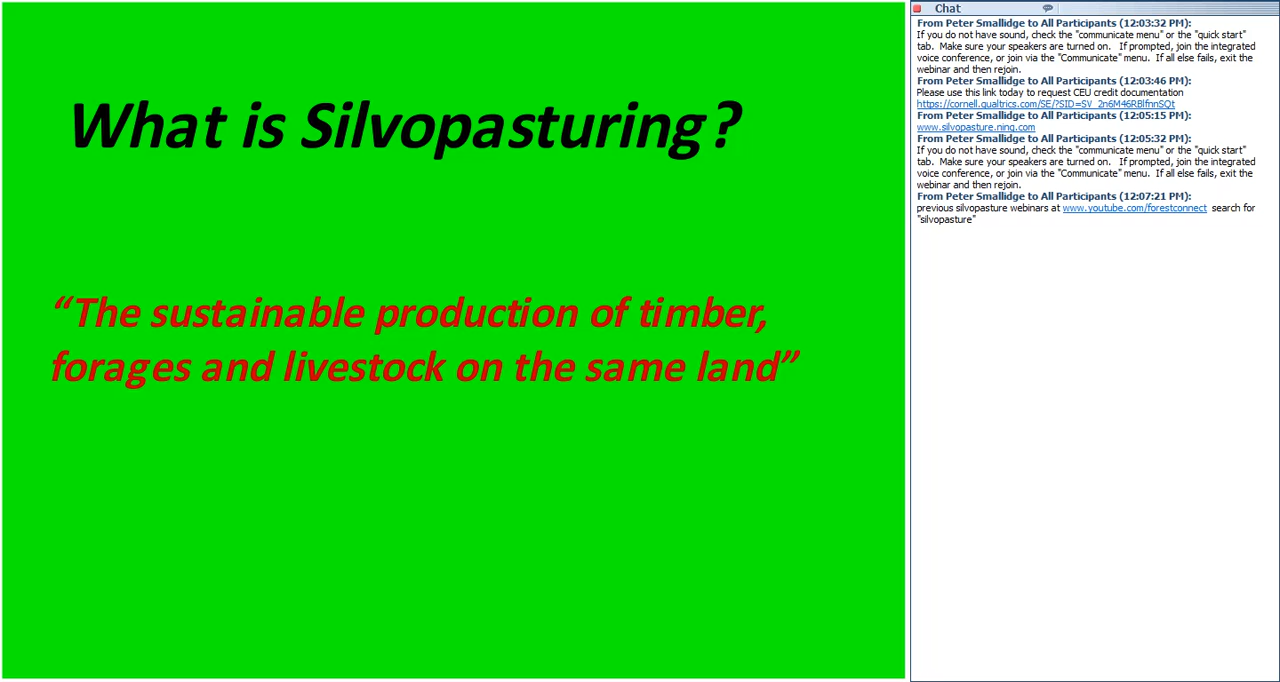 What is Silvopasturing?
“The sustainable production of timber,
forages and livestock on the same land”
Chat
From Peter Smallidge to All Participants (12:03:32 PM):
If you do not have sound, check the "communicate menu" or the "quick start"
tab.  Make sure your speakers are turned on.   If prompted, join the integrated
voice conference, or join via the "Communicate" menu.  If all else fails, exit the
webinar and then rejoin.
From Peter Smallidge to All Participants (12:03:46 PM):
Please use this link today to request CEU credit documentation
https://cornell.qualtrics.com/SE/?SID=SV_2n6M46RBlfnnSQt
From Peter Smallidge to All Participants (12:05:15 PM):
www.silvopasture.ning.com
From Peter Smallidge to All Participants (12:05:32 PM):
If you do not have sound, check the "communicate menu" or the "quick start"
tab.  Make sure your speakers are turned on.   If prompted, join the integrated
voice conference, or join via the "Communicate" menu.  If all else fails, exit the
webinar and then rejoin.
From Peter Smallidge to All Participants (12:07:21 PM):
previous silvopasture webinars at www.youtube.com/forestconnect  search for
"silvopasture"